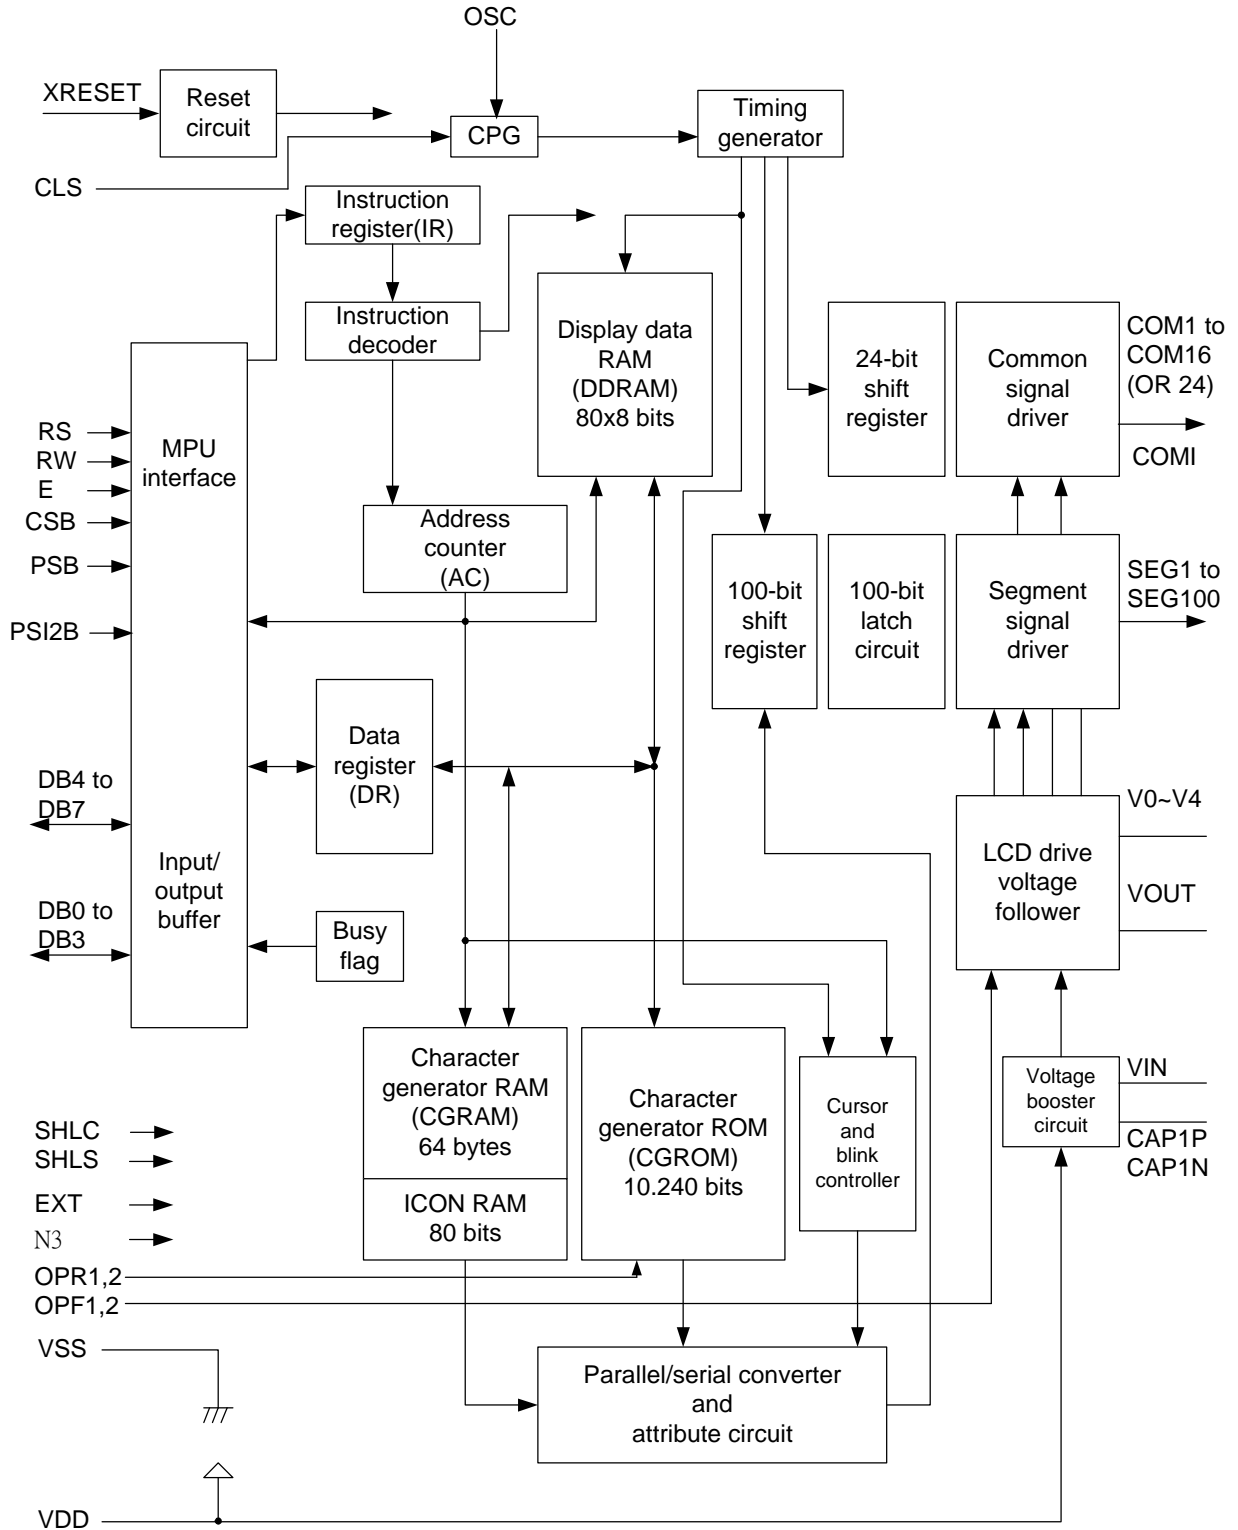 OSC
XRESET
Reset
circuit
CPG
Timing
generator
CLS
Instruction
register(IR)
Instruction
decoder
Display data
RAM
(DDRAM)
80x8 bits
24-bit
shift
register
Common
signal
driver
COM1 to
COM16
(OR 24)
COMI
RS
RW
E
CSB
PSB
PSI2B
MPU
interface
Address
counter
(AC)
100-bit
shift
register
100-bit
latch
circuit
Segment
signal
driver
SEG1 to
SEG100
Data
register
(DR)
DB4 to
DB7
DB0 to
DB3
Input/
output
buffer
Busy
flag
LCD drive
voltage
follower
V0~V4
VOUT
Character
generator RAM
(CGRAM)
64 bytes
ICON RAM
80 bits
Character
generator ROM
(CGROM)
10.240 bits
Cursor
and
blink
controller
Voltage
booster
circuit
VIN
CAP1P
CAP1N
SHLC
SHLS
EXT
N3
OPR1,2
OPF1,2
VSS
Parallel/serial converter
and
attribute circuit
VDD